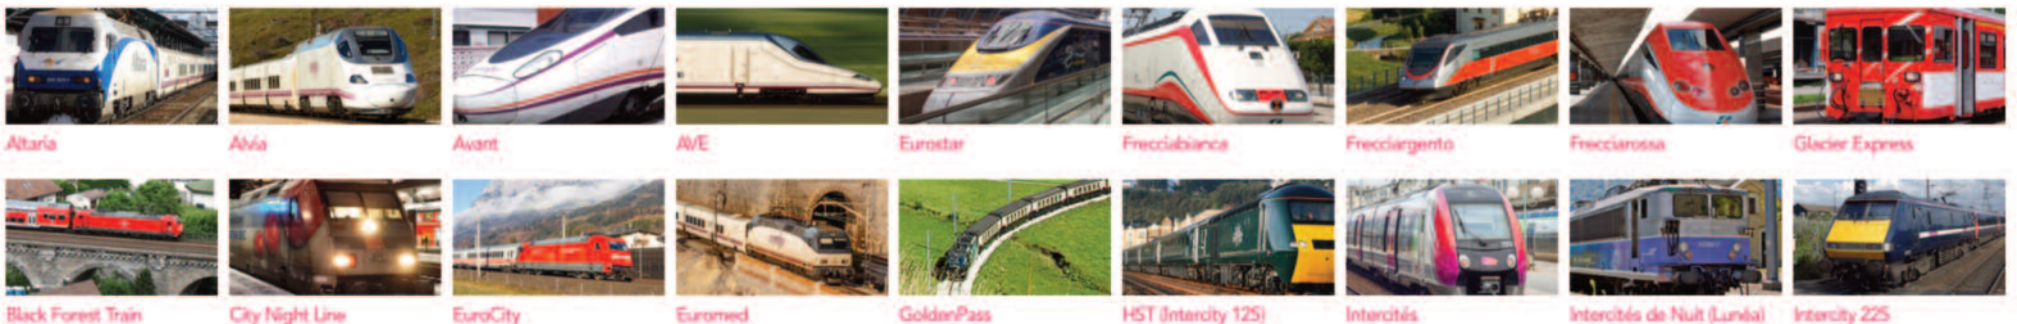 Altaria
Alvia
Avant
AVE
Eurostar
Frecciabianca
Frecciargento
Frecciarossa
Glacier Express
Black Forest Train
City Night Line
EuroCity
Euromed
GoldenPass
HST (Intercity 125)
Intercités
Intercités de Nuit (Lunéa)
Intercity 225